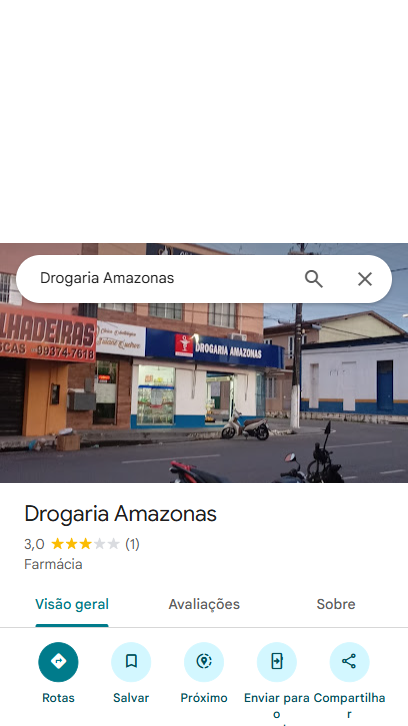 Drogaria Amazonas
LHADEIRAS
SCAS 99374-7618
DROGARIA AMAZONAS
Drogaria Amazonas
3,0 (1)
Farmácia
Visão geral Avaliações Sobre
Rotas Salvar Próximo Enviar para o Compartilhar